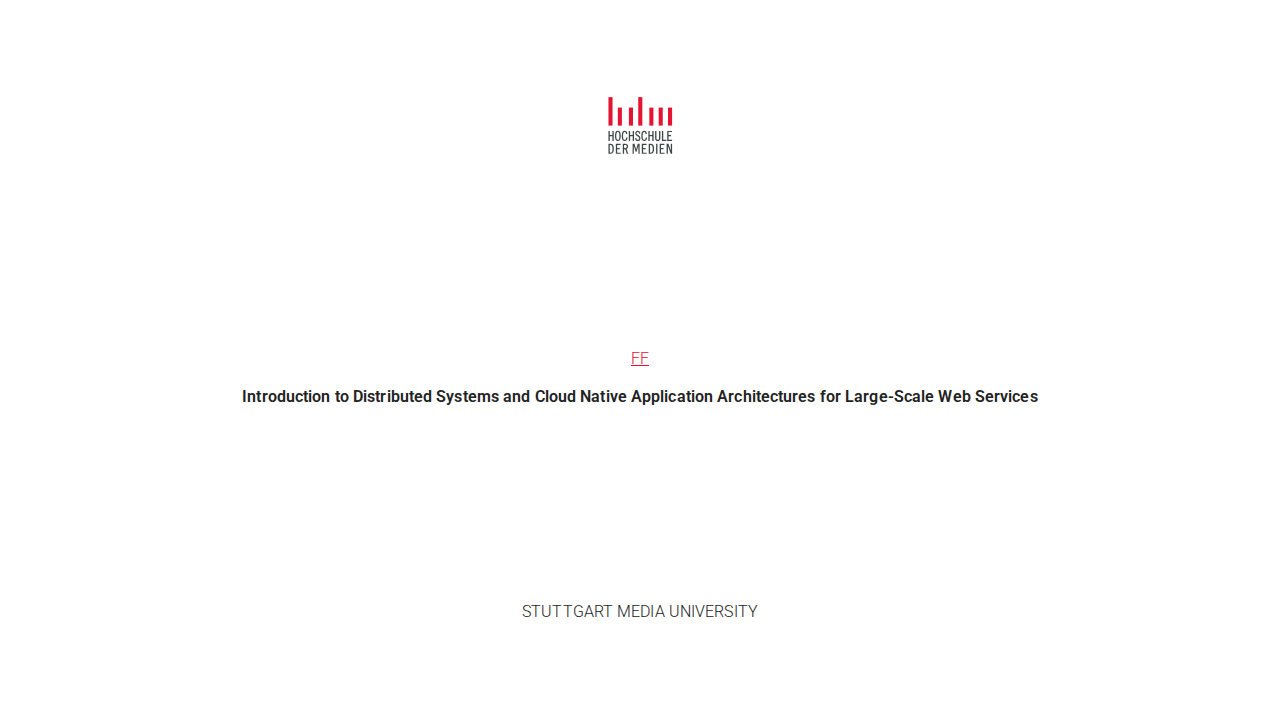 HOCHSCHULE
DER MEDIEN
FF
Introduction to Distributed Systems and Cloud Native Application Architectures for Large-Scale Web Services
STUTTGART MEDIA UNIVERSITY